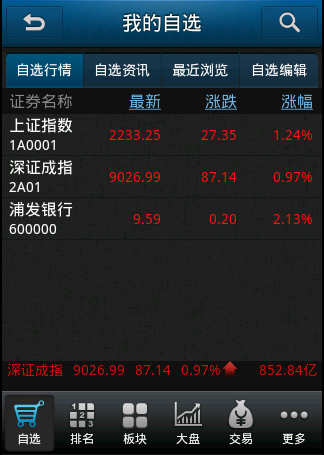 我的自选
自选行情 自选资讯 最近浏览 自选编辑
证券名称 最新 涨跌 涨幅
上证指数 2233.25 27.35 1.24%
1A0001
深证成指 9026.99 87.14 0.97%
2A01
浦发银行 9.59 0.20 2.13%
600000
深证成指 9026.99 87.14 0.97% 852.84亿
1 2 3
自选 排名 板块 大盘 交易 更多